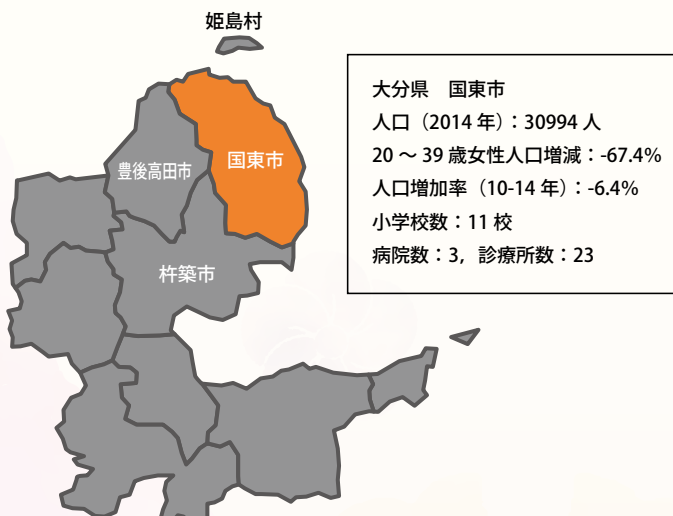 姫島村
国東市
豊後高田市
杵築市
大分県　国東市
人口（2014 年）：30994 人
20 ～ 39 歳女性人口増減：-67.4%
人口増加率（10-14 年）：-6.4%
小学校数：11 校
病院数：3，診療所数：23